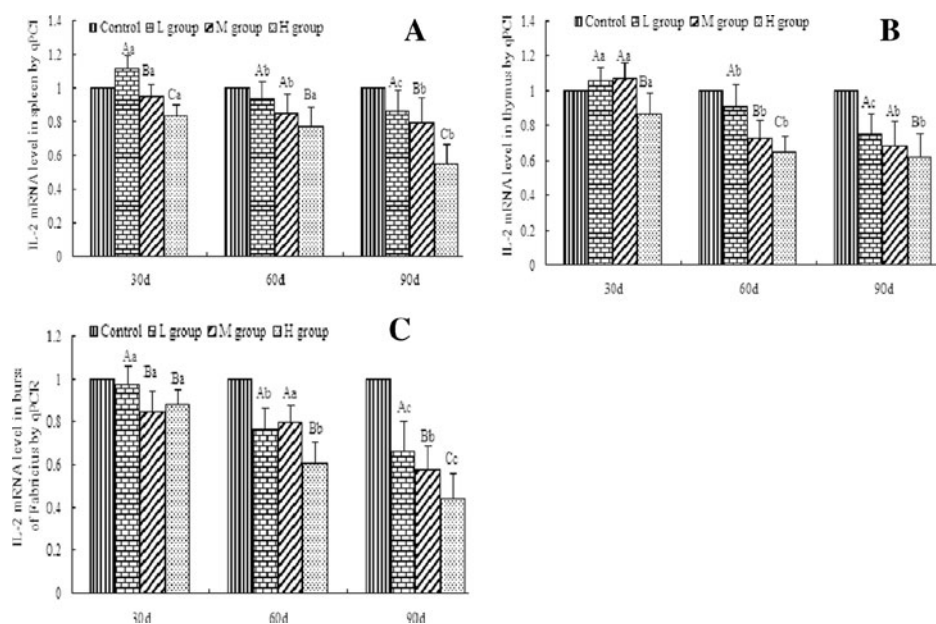 Control L group M group H group
A
IL-2 mRNA level in spleen by qPCI
1.4
1.2
1
0.8
0.6
0.4
0.2
0
Aa
Ba
Ca
Ab
Ab
Ba
Ac
Bb
Cb
30d 60d 90d
Control L group M group H group
B
IL-2 mRNA level in thymus by qPCI
1.4
1.2
1
0.8
0.6
0.4
0.2
0
Aa
Aa
Ba
Ab
Bb
Cb
Ac
Ab
Bb
30d 60d 90d
Control L group M group H group
C
IL-2 mRNA level in bursa
of Fabricius by qPCR
1.2
1
0.8
0.6
0.4
0.2
0
Aa
Ba
Ba
Ab
Aa
Bb
Ac
Bb
Cc
30d 60d 90d